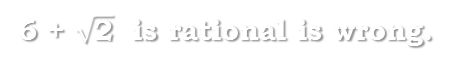 6 + √2 is rational is wrong.